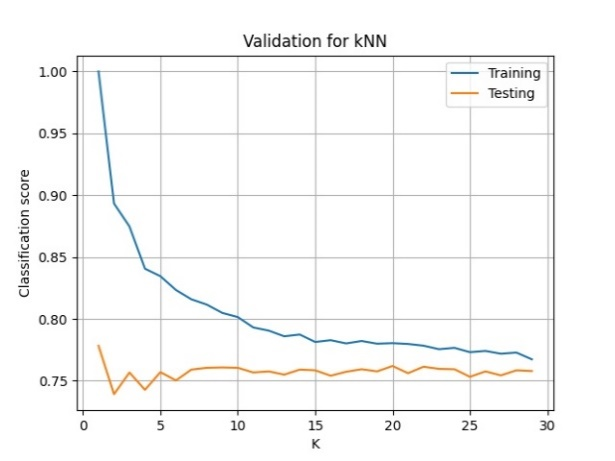 Validation for kNN
Training
Testing
Classification score
1.00
0.95
0.90
0.85
0.80
0.75
0
5
10
15
20
25
30
K